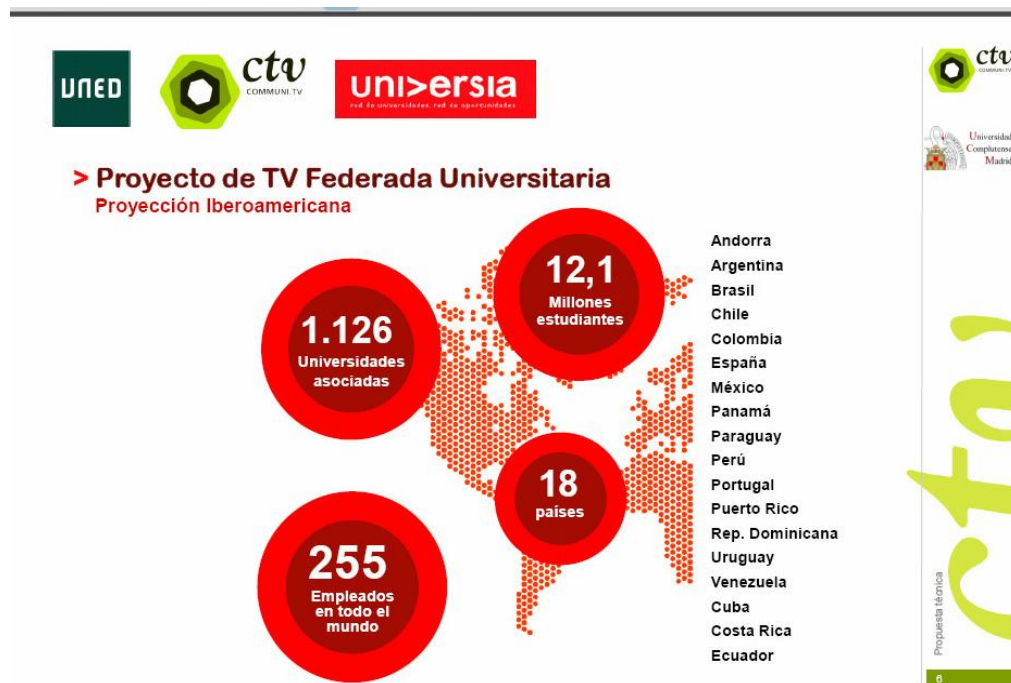 UNED
ctv
COMMUNI.TV
uni>ersia
red de universidades, red de oportunidades
> Proyecto de TV Federada Universitaria
Proyección Iberoamericana
1.126
Universidades
asociadas
12,1
Millones
estudiantes
18
países
255
Empleados
en todo el
mundo
Andorra
Argentina
Brasil
Chile
Colombia
España
México
Panamá
Paraguay
Perú
Portugal
Puerto Rico
Rep. Dominicana
Uruguay
Venezuela
Cuba
Costa Rica
Ecuador
ctv
COMMUNI.TV
Universidad
Complutense
Madrid
ctv
Propuesta técnica
6